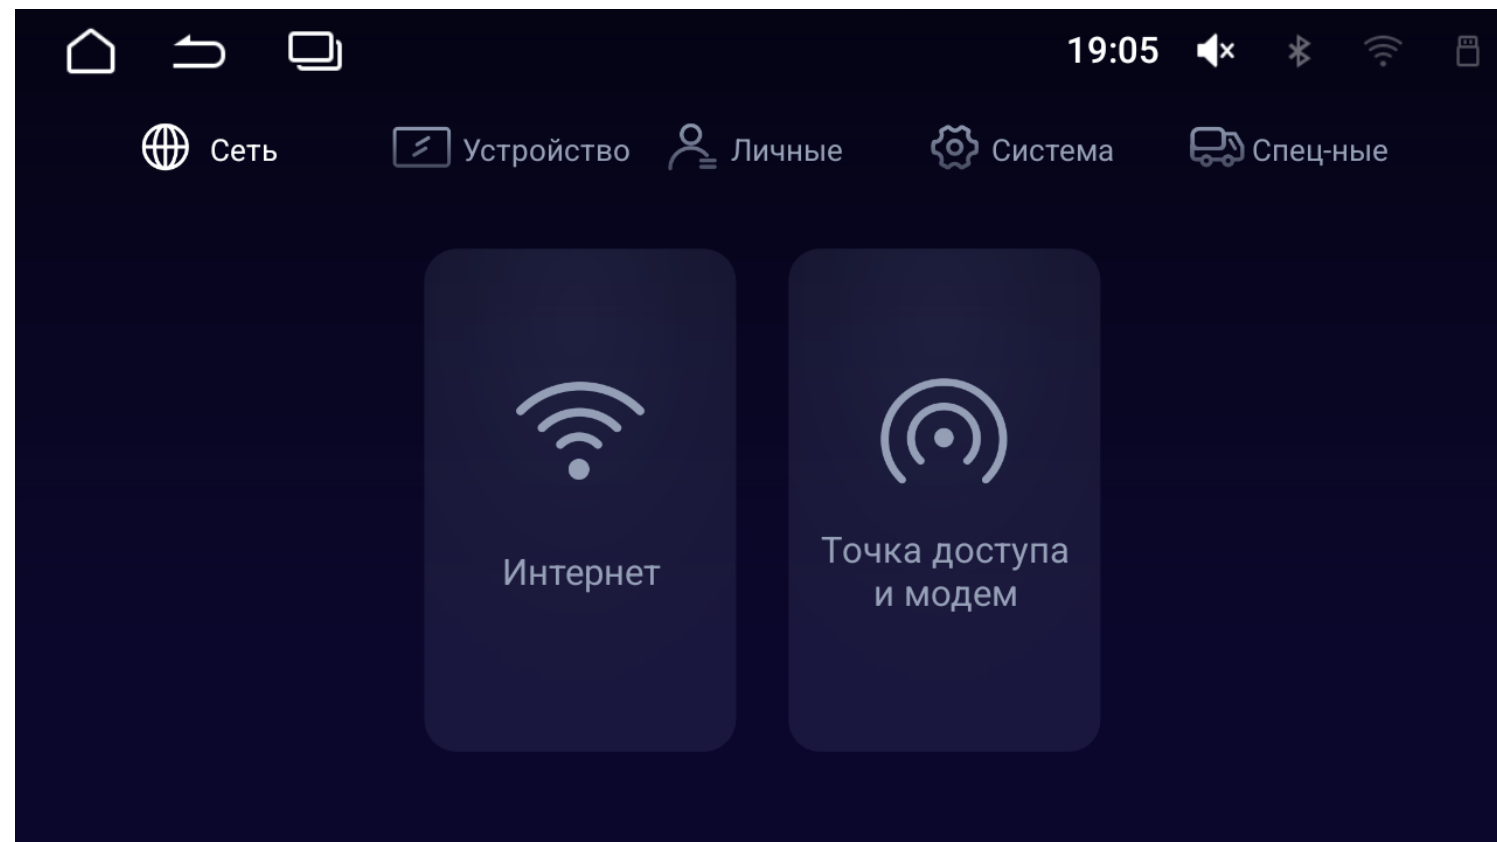 19:05
Сеть
Устройство
Личные
Система
Спец-ные
Интернет
Точка доступа
и модем